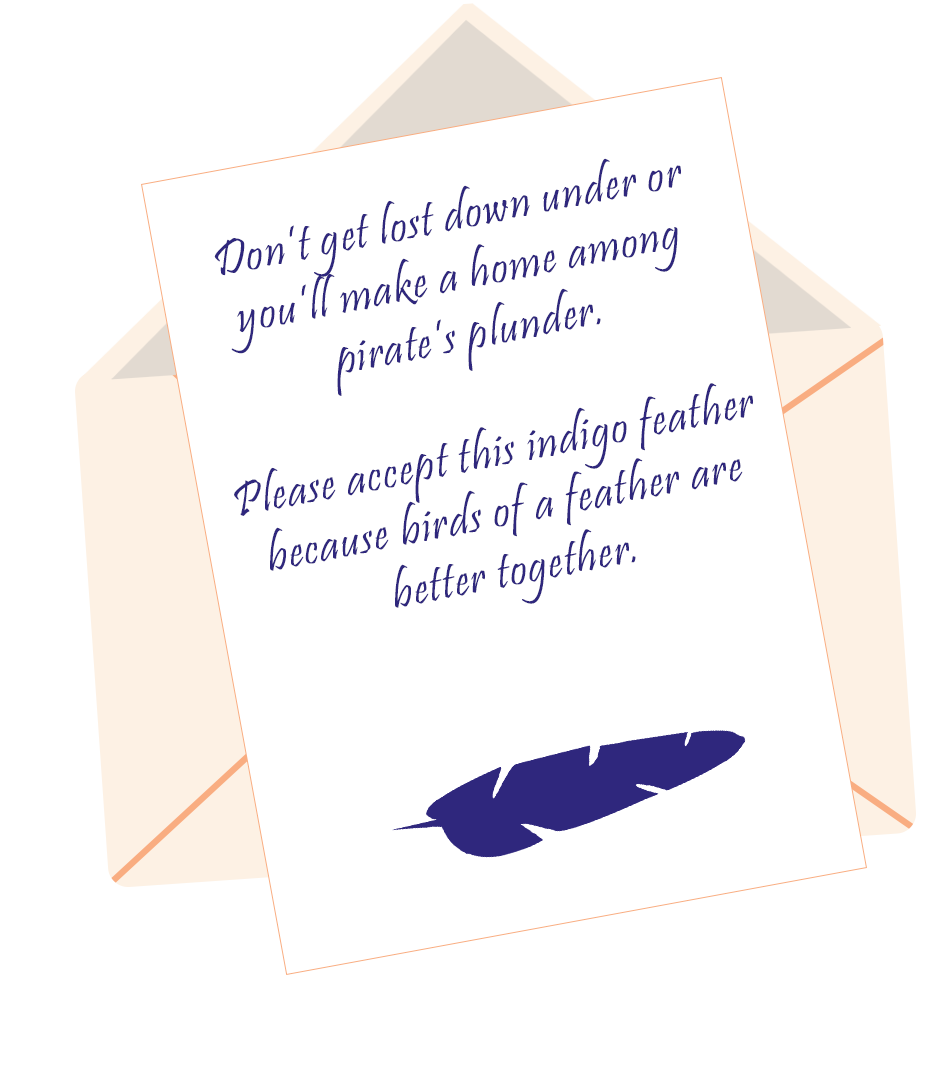 Don't get lost down under or
you'll make a home among
pirate's plunder.
Please accept this indigo feather
because birds of a feather are
better together.